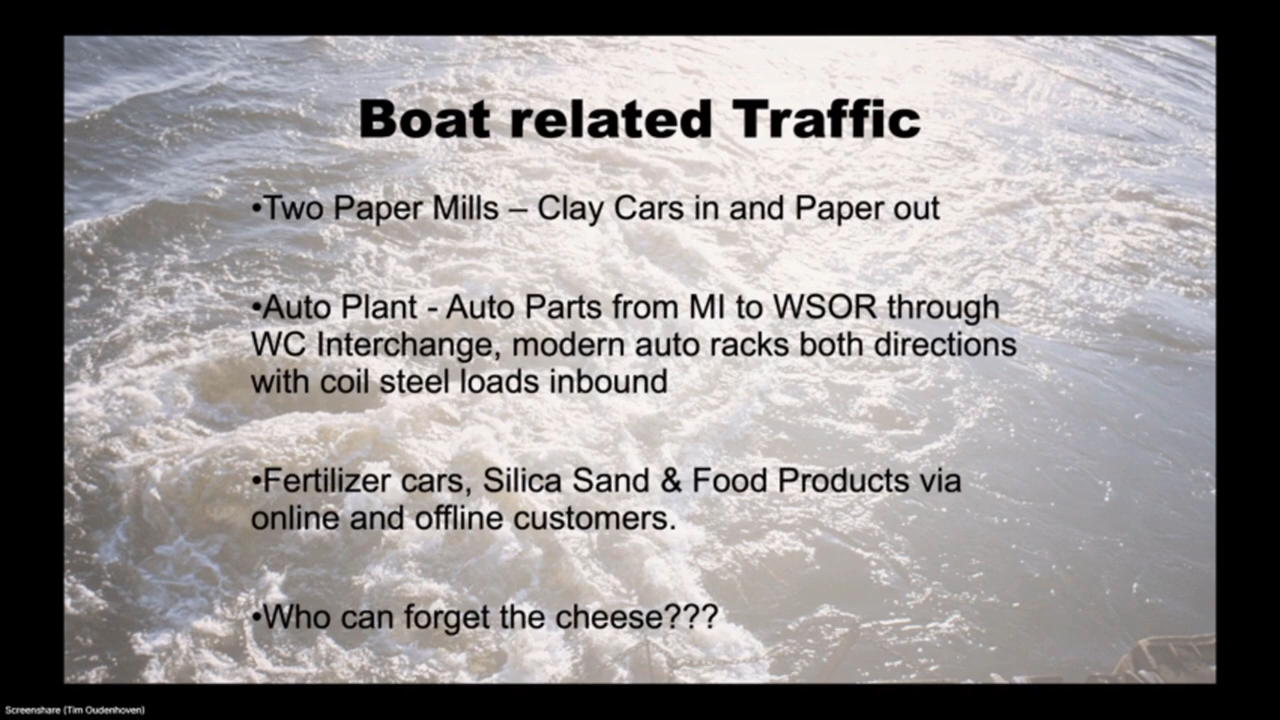 Boat related Traffic
•Two Paper Mills – Clay Cars in and Paper out
•Auto Plant - Auto Parts from MI to WSOR through
WC Interchange, modern auto racks both directions
with coil steel loads inbound
•Fertilizer cars, Silica Sand & Food Products via
online and offline customers.
•Who can forget the cheese???
Screenshare (Tim Oudenhoven)